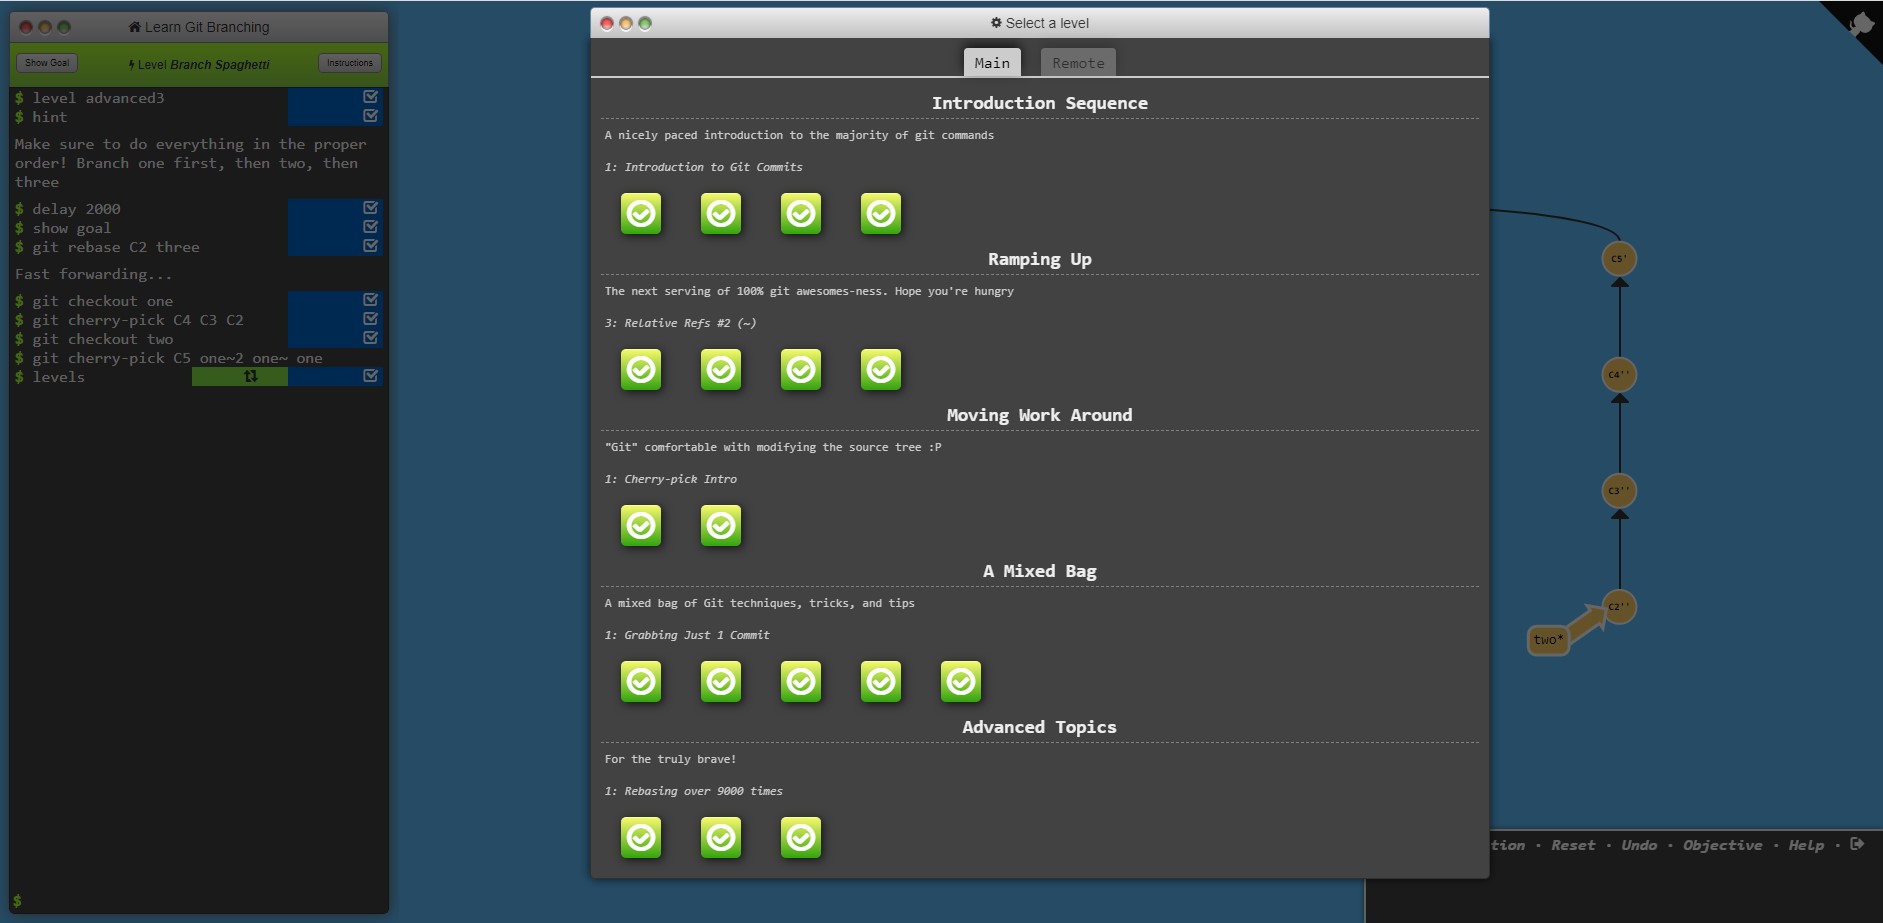 Learn Git Branching
Show Goal
Level Branch Spaghetti
Instructions
$ level advanced3
$ hint
Make sure to do everything in the proper
order! Branch one first, then two, then
three
$ delay 2000
$ show goal
$ git rebase C2 three
Fast forwarding...
$ git checkout one
$ git cherry-pick C4 C3 C2
$ git checkout two
$ git cherry-pick C5 one~2 one~ one
$ levels
$
Select a level
Main
Remote
Introduction Sequence
A nicely paced introduction to the majority of git commands
1: Introduction to Git Commits
Ramping Up
The next serving of 100% git awesomes-ness. Hope you're hungry
3: Relative Refs #2 (~)
Moving Work Around
"Git" comfortable with modifying the source tree :P
1: Cherry-pick Intro
A Mixed Bag
A mixed bag of Git techniques, tricks, and tips
1: Grabbing Just 1 Commit
Advanced Topics
For the truly brave!
1: Rebasing over 9000 times
C5'
C4''
C3''
C2''
two*
tion · Reset · Undo · Objective · Help ·